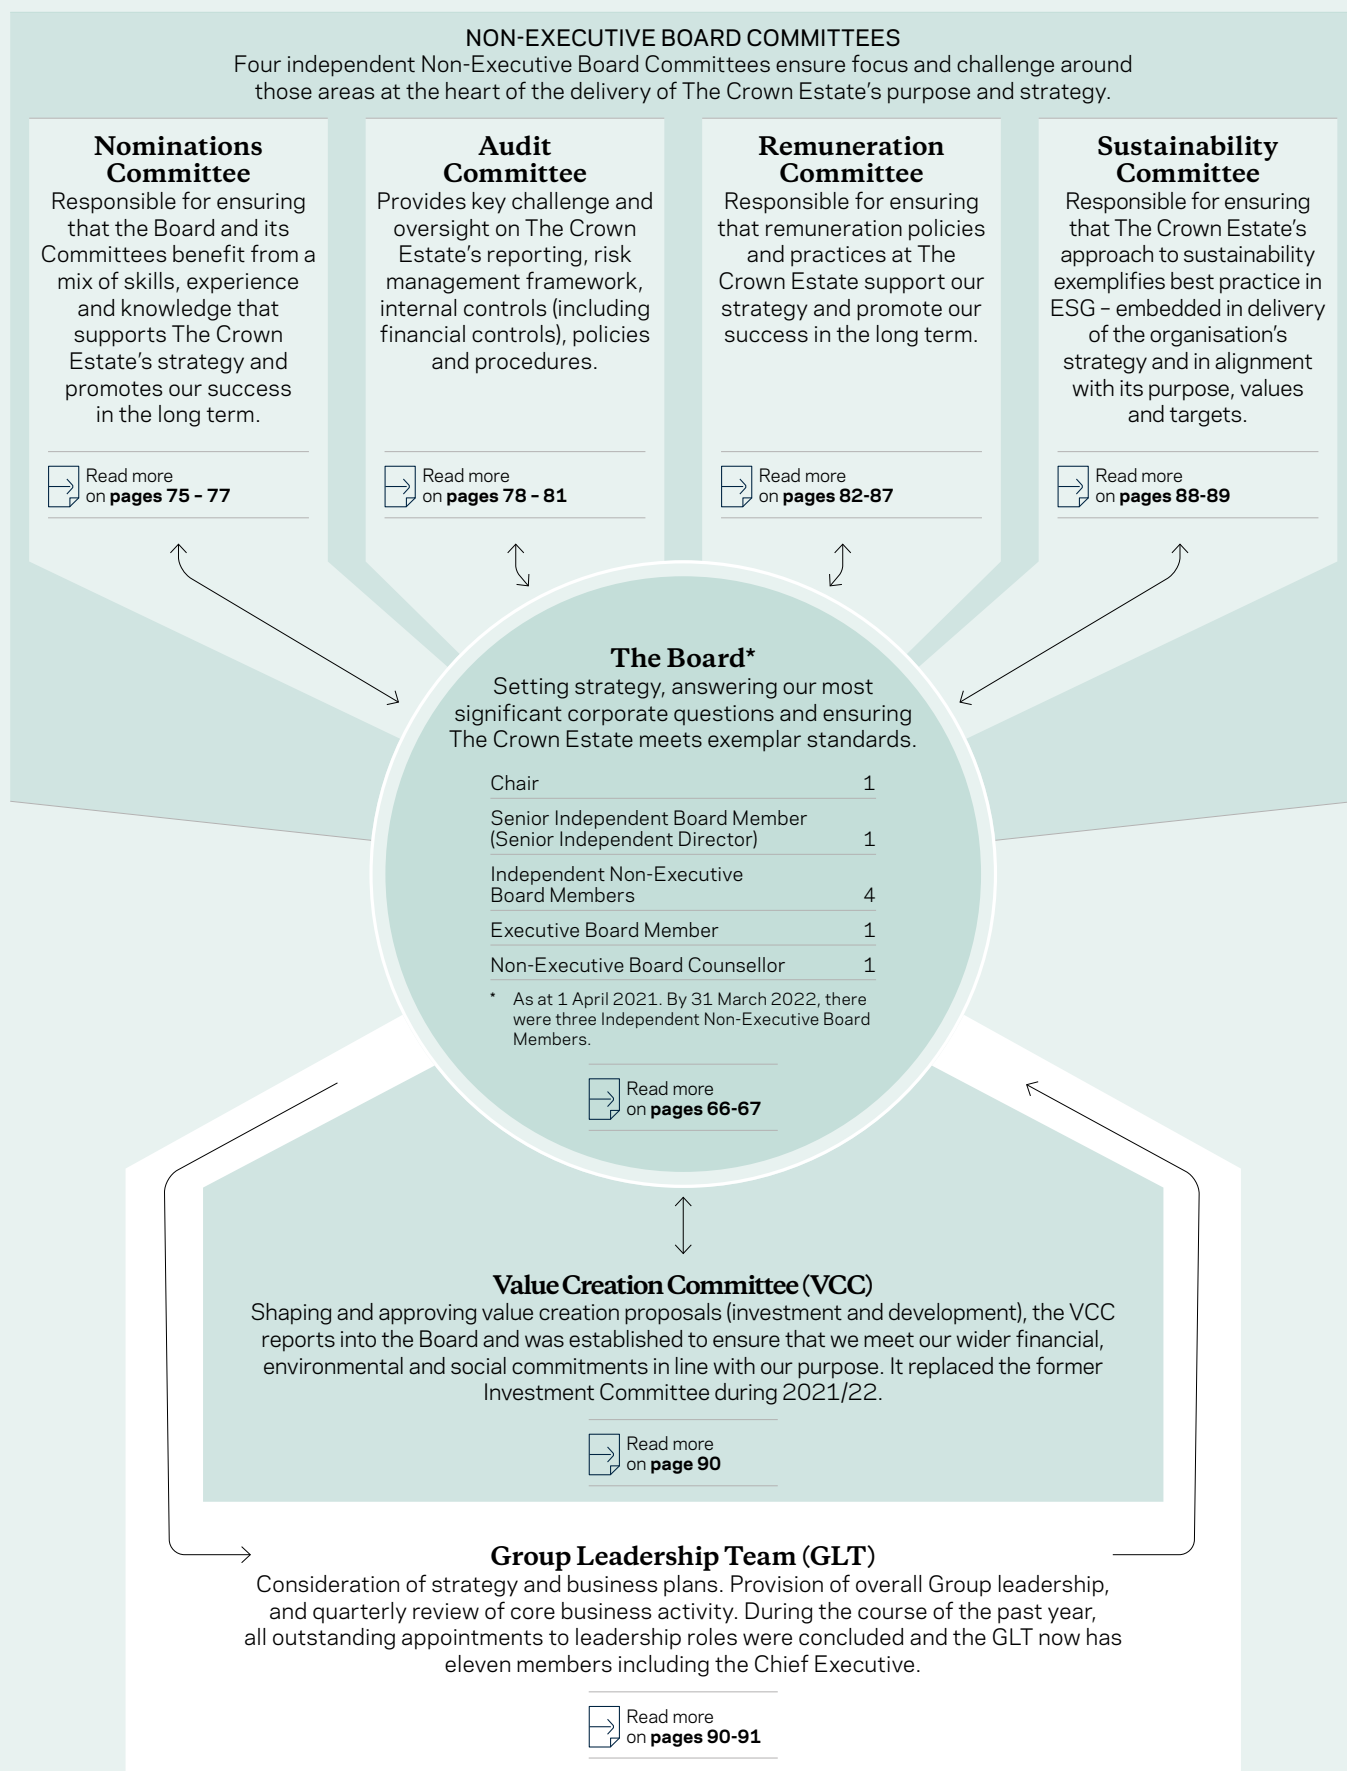 NON-EXECUTIVE BOARD COMMITTEES
Four independent Non-Executive Board Committees ensure focus and challenge around
those areas at the heart of the delivery of The Crown Estate's purpose and strategy.
Nominations
Committee
Responsible for ensuring
that the Board and its
Committees benefit from a
mix of skills, experience
and knowledge that
supports The Crown
Estate's strategy and
promotes our success
in the long term.
Read more
on pages 75 – 77
Audit
Committee
Provides key challenge and
oversight on The Crown
Estate's reporting, risk
management framework,
internal controls (including
financial controls), policies
and procedures.
Read more
on pages 78 – 81
Remuneration
Committee
Responsible for ensuring
that remuneration policies
and practices at The
Crown Estate support our
strategy and promote our
success in the long term.
Read more
on pages 82-87
Sustainability
Committee
Responsible for ensuring
that The Crown Estate's
approach to sustainability
exemplifies best practice in
ESG – embedded in delivery
of the organisation's
strategy and in alignment
with its purpose, values
and targets.
Read more
on pages 88-89
The Board*
Setting strategy, answering our most
significant corporate questions and ensuring
The Crown Estate meets exemplar standards.
Chair 1
Senior Independent Board Member
(Senior Independent Director) 1
Independent Non-Executive
Board Members 4
Executive Board Member 1
Non-Executive Board Counsellor 1
* As at 1 April 2021. By 31 March 2022, there
were three Independent Non-Executive Board
Members.
Read more
on pages 66-67
Value Creation Committee (VCC)
Shaping and approving value creation proposals (investment and development), the VCC
reports into the Board and was established to ensure that we meet our wider financial,
environmental and social commitments in line with our purpose. It replaced the former
Investment Committee during 2021/22.
Read more
on page 90
Group Leadership Team (GLT)
Consideration of strategy and business plans. Provision of overall Group leadership,
and quarterly review of core business activity. During the course of the past year,
all outstanding appointments to leadership roles were concluded and the GLT now has
eleven members including the Chief Executive.
Read more
on pages 90-91